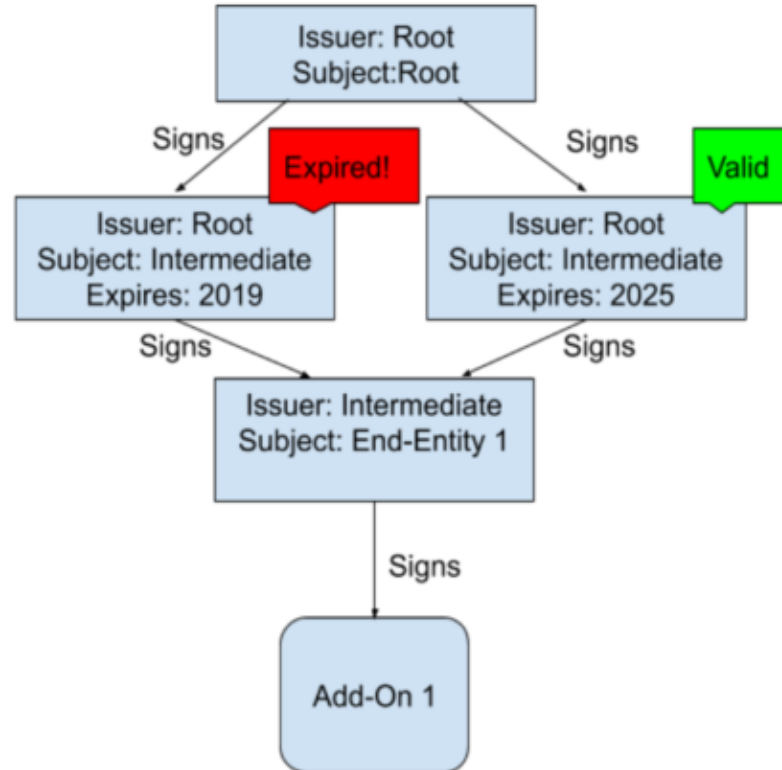 Issuer: Root
Subject:Root
Signs
Signs
Expired!
Valid
Issuer: Root
Subject: Intermediate
Expires: 2019
Issuer: Root
Subject: Intermediate
Expires: 2025
Signs
Signs
Issuer: Intermediate
Subject: End-Entity 1
Signs
Add-On 1